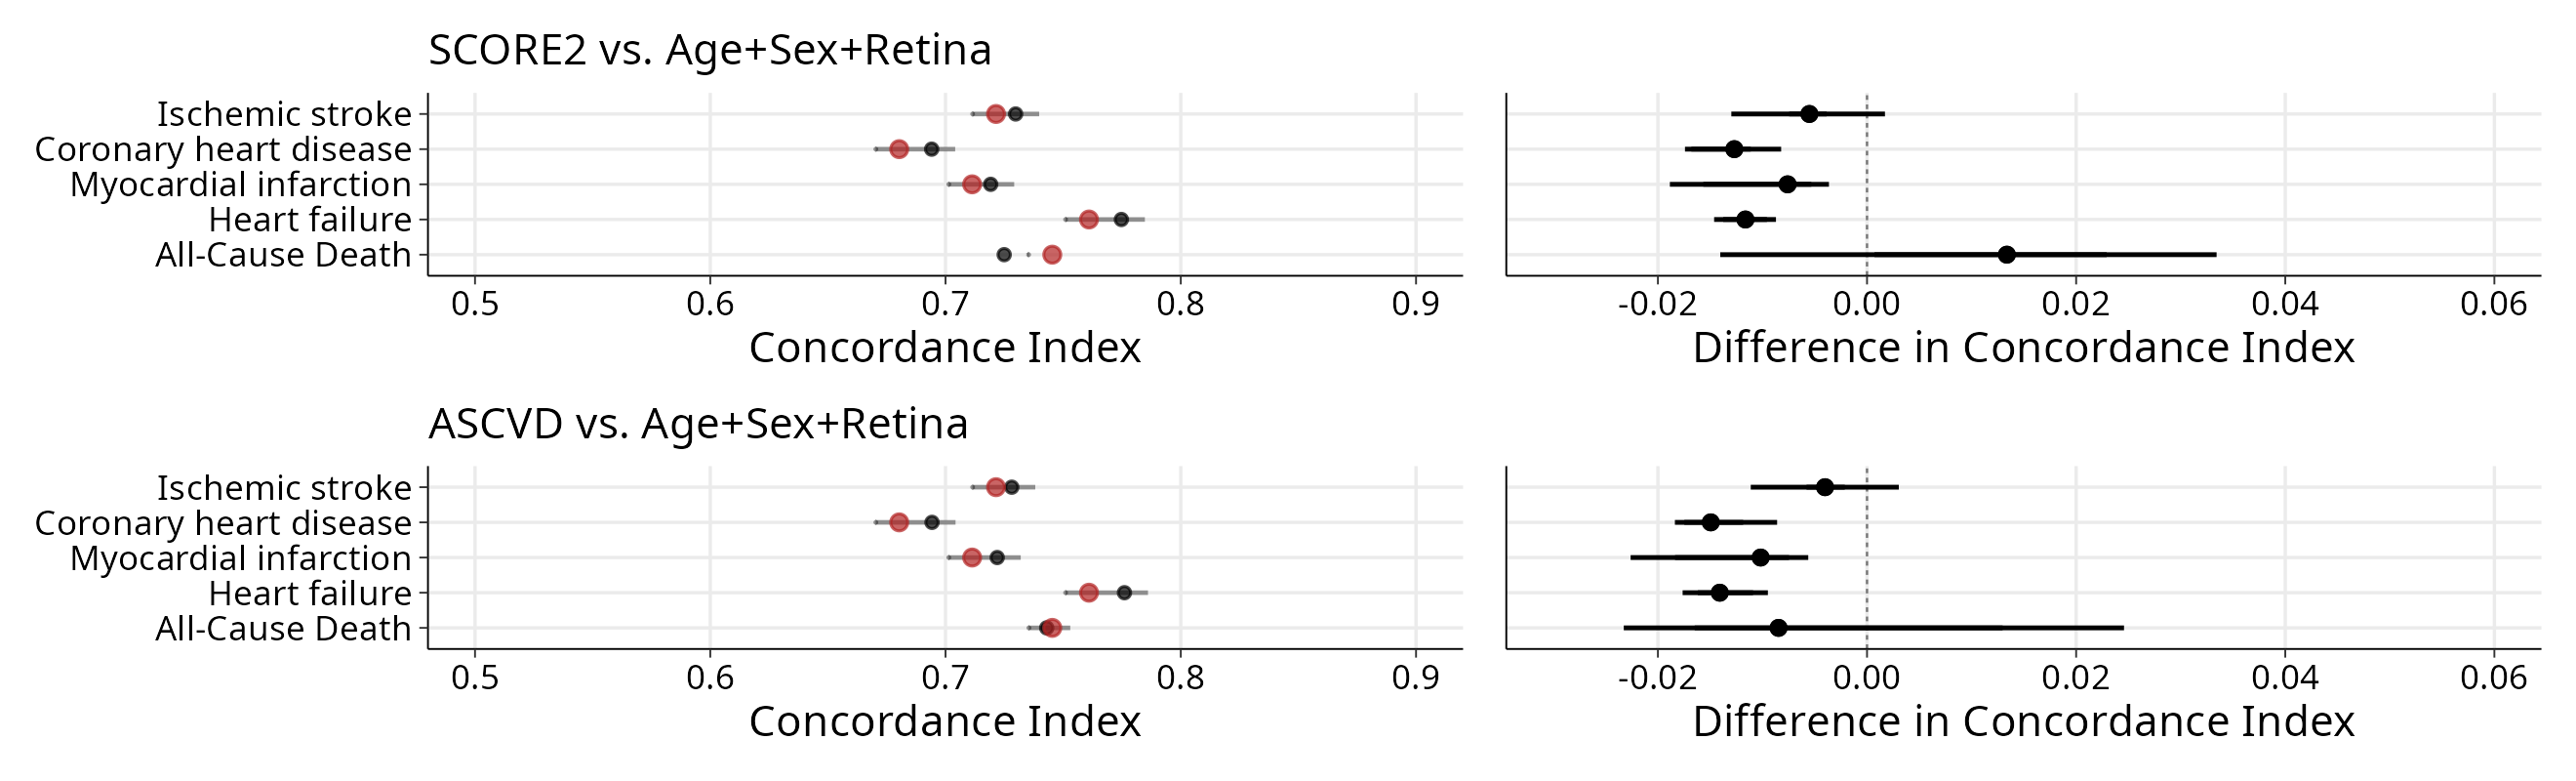 SCORE2 vs. Age+Sex+Retina
Ischemic stroke
Coronary heart disease
Myocardial infarction
Heart failure
All-Cause Death
0.5 0.6 0.7 0.8 0.9
Concordance Index
-0.02 0.00 0.02 0.04 0.06
Difference in Concordance Index
ASCVD vs. Age+Sex+Retina
Ischemic stroke
Coronary heart disease
Myocardial infarction
Heart failure
All-Cause Death
0.5 0.6 0.7 0.8 0.9
Concordance Index
-0.02 0.00 0.02 0.04 0.06
Difference in Concordance Index